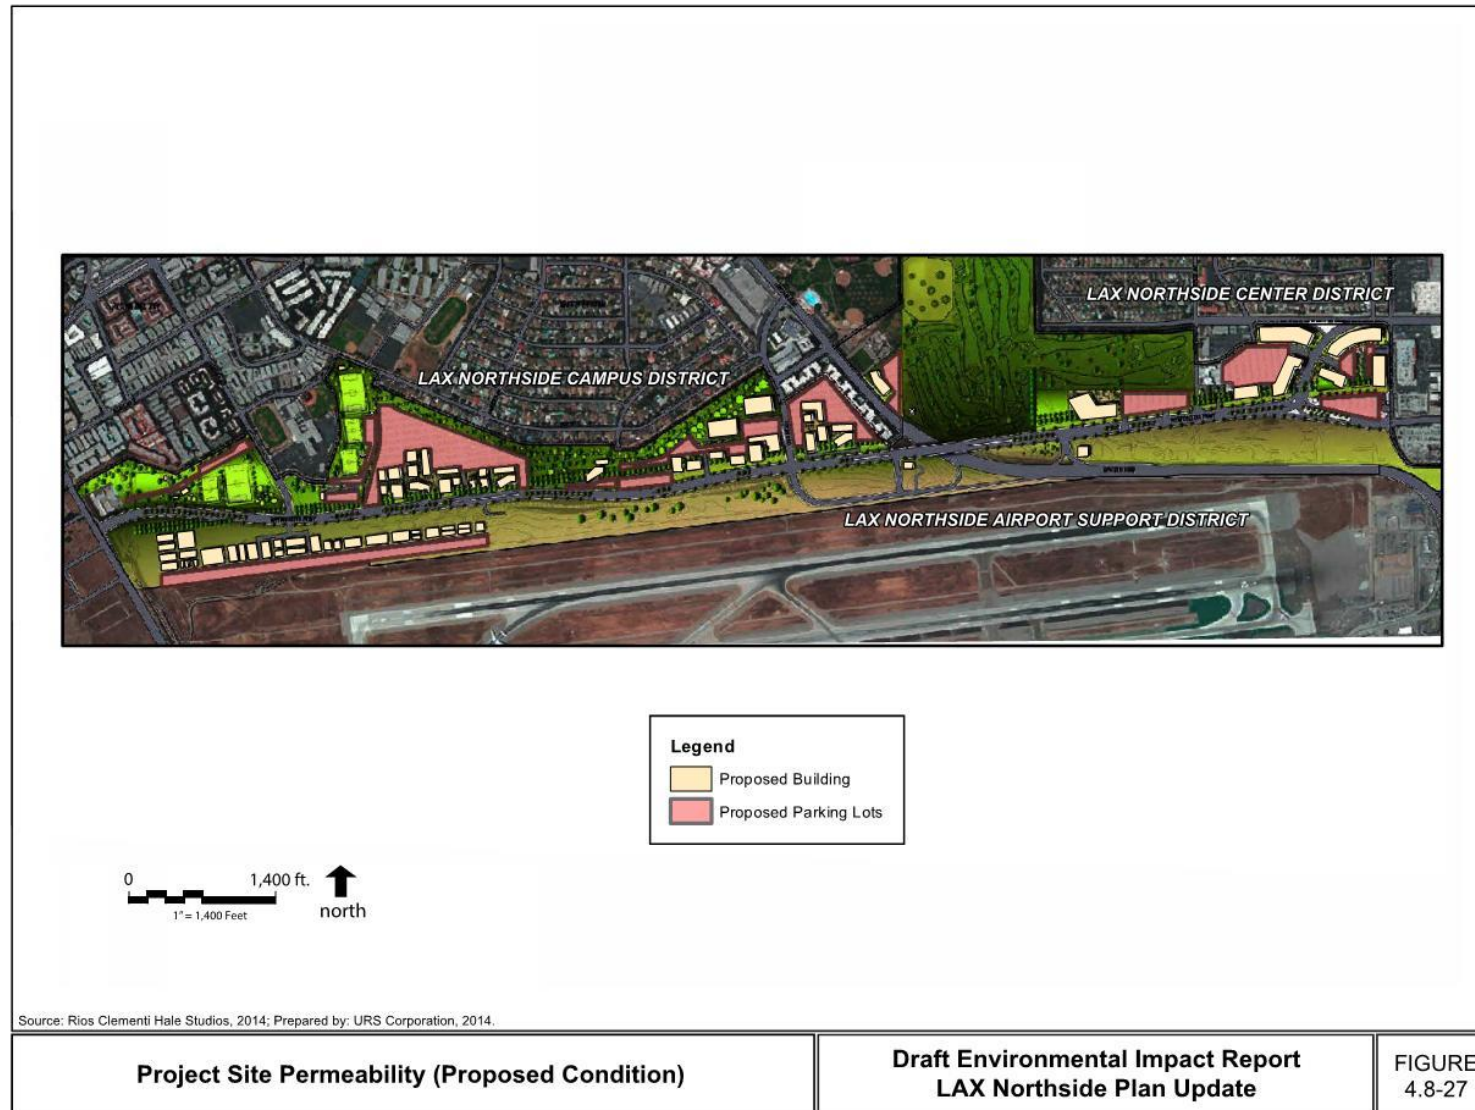 LAX NORTHSIDE CENTER DISTRICT
LAX NORTHSIDE CAMPUS DISTRICT
LAX NORTHSIDE AIRPORT SUPPORT DISTRICT
Legend
Proposed Building
Proposed Parking Lots
0 1,400 ft.
1" = 1,400 Feet
north
Source: Rios Clementi Hale Studios, 2014; Prepared by: URS Corporation, 2014.
Project Site Permeability (Proposed Condition)
Draft Environmental Impact Report
LAX Northside Plan Update
FIGURE
4.8-27